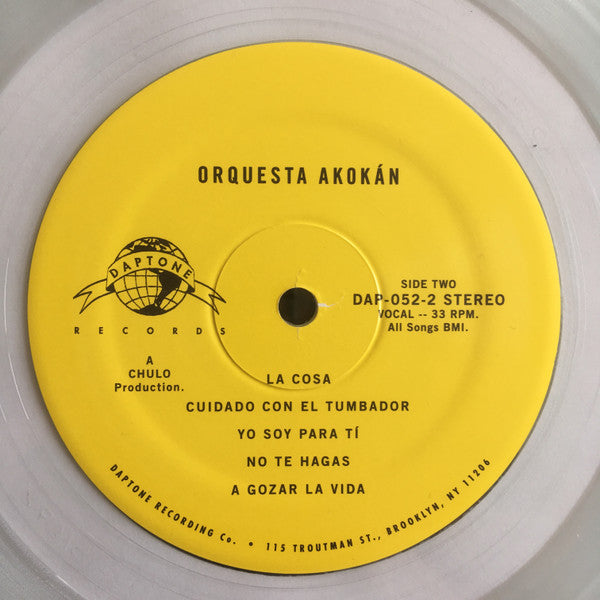 ORQUESTA AKOKÁN
DAPTONE
RECORDS
SIDE TWO
DAP-052-2 STEREO
VOCAL -- 33 RPM.
All Songs BMI.
A
CHULO
Production.
LA COSA
CUIDADO CON EL TUMBADOR
YO SOY PARA TÍ
NO TE HAGAS
A GOZAR LA VIDA
DAPTONE RECORDING Co. • 115 TROUTMAN ST., BROOKLYN, NY 11206